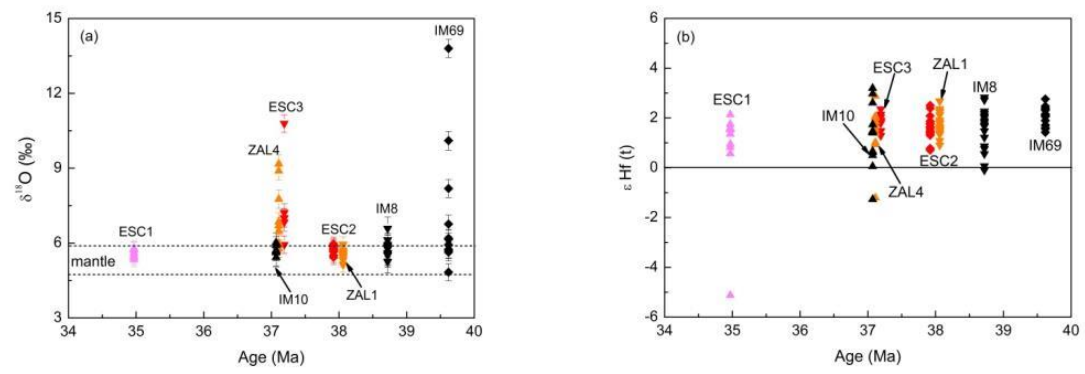 (a)
IM69
ESC3
ZAL4
IM8
ESC2
ESC1
mantle
IM10
ZAL1
15
12
9
6
3
δ18O (‰)
34 35 36 37 38 39 40
Age (Ma)
(b)
ZAL1
ESC3
IM8
ESC1
IM10
IM69
ESC2
ZAL4
6
4
2
0
-2
-4
-6
ε Hf (t)
34 35 36 37 38 39 40
Age (Ma)